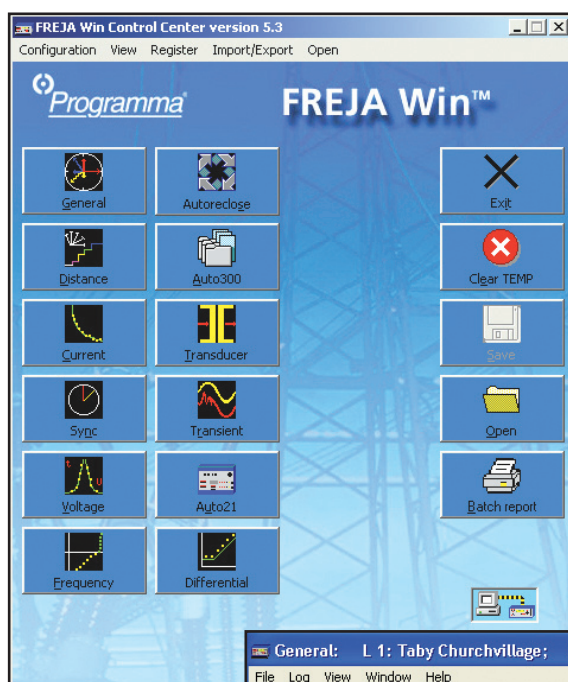 FREJA Win Control Center version 5.3
Configuration View Register Import/Export Open
Programma®
FREJA Win™
General
Autoreclose
Exit
Distance
Auto300
Clear TEMP
Current
Transducer
Save
Sync
Transient
Open
Voltage
Auto21
Batch report
Frequency
Differential
General: L 1: Taby Churchvillage;
File Log View Window Help